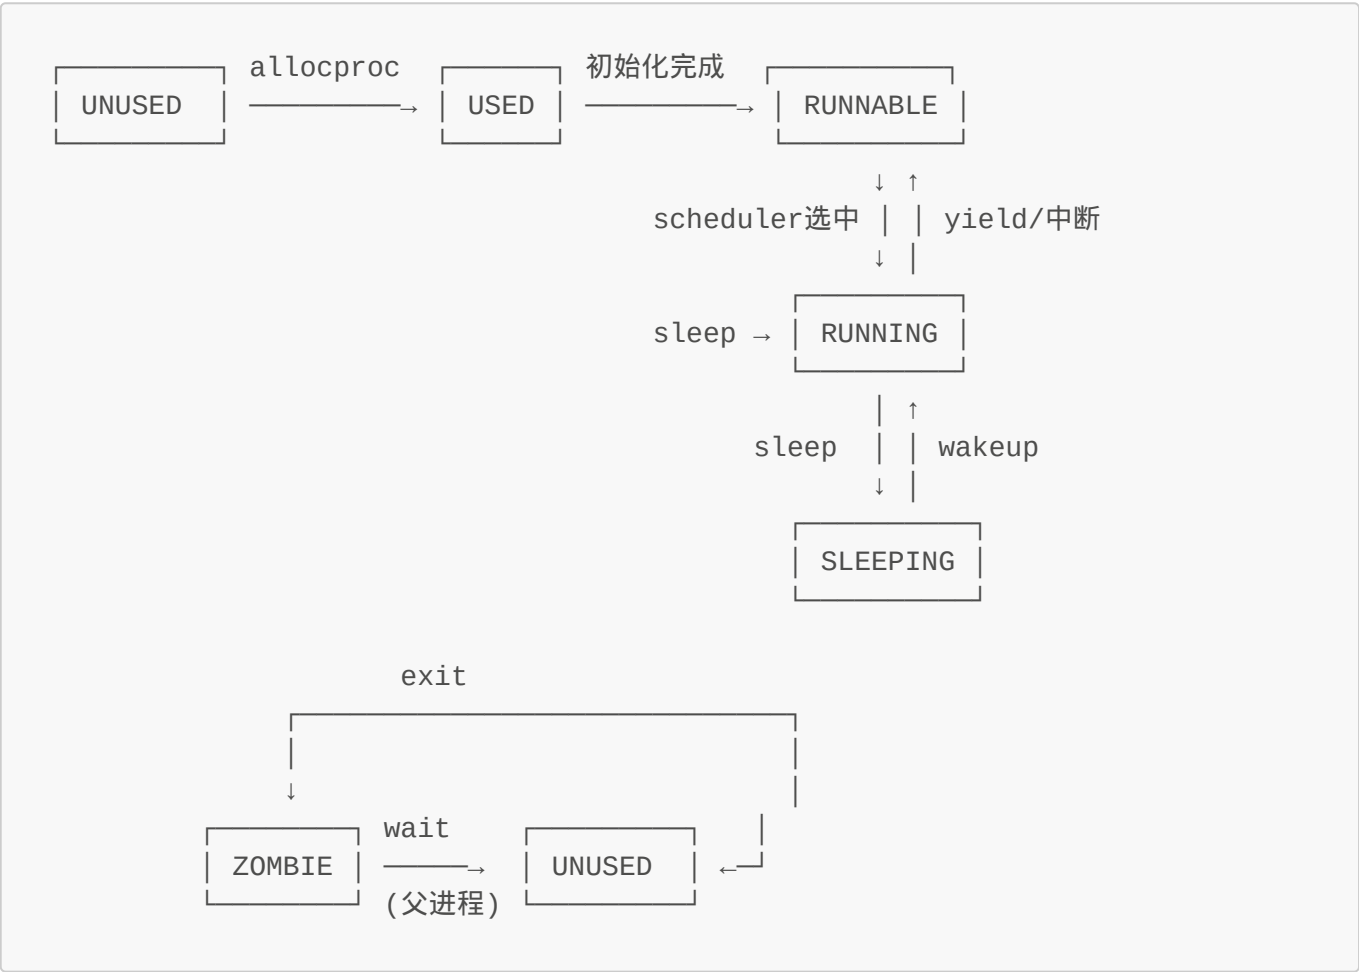 allocproc 初始化完成
UNUSED → USED → RUNNABLE
↓ ↑
scheduler选中 yield/中断
↓
sleep → RUNNING
↑
sleep wakeup
↓
SLEEPING
exit
↓
wait
ZOMBIE → UNUSED ←
(父进程)